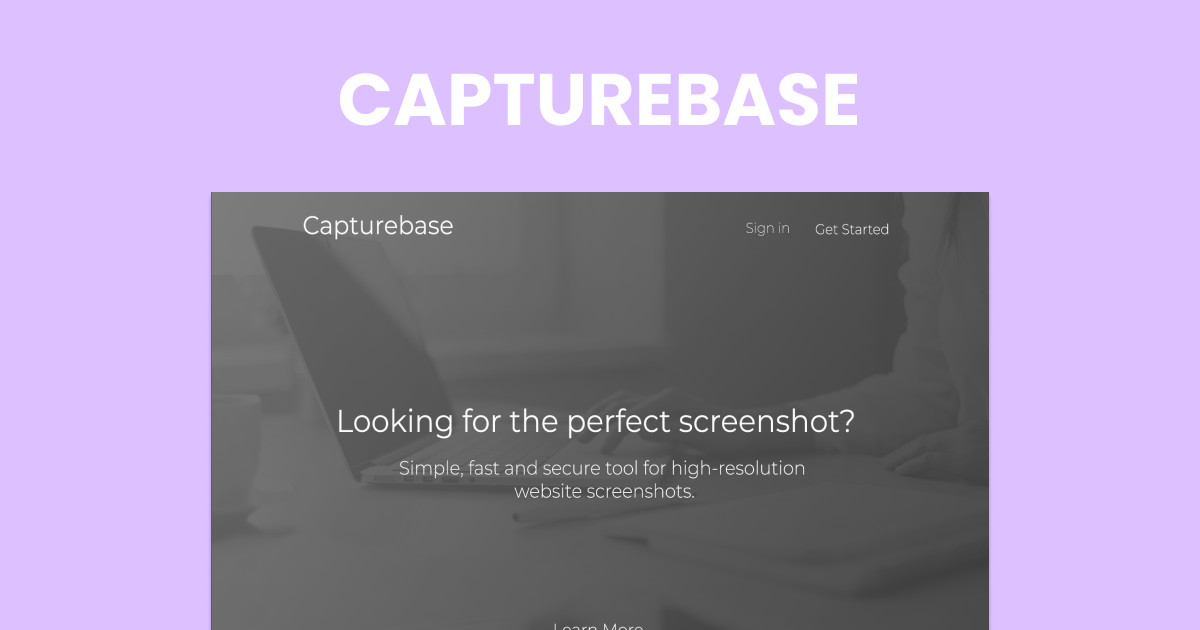 CAPTUREBASE
Capturebase
Sign in
Get Started
Looking for the perfect screenshot?
Simple, fast and secure tool for high-resolution
website screenshots.
Learn More